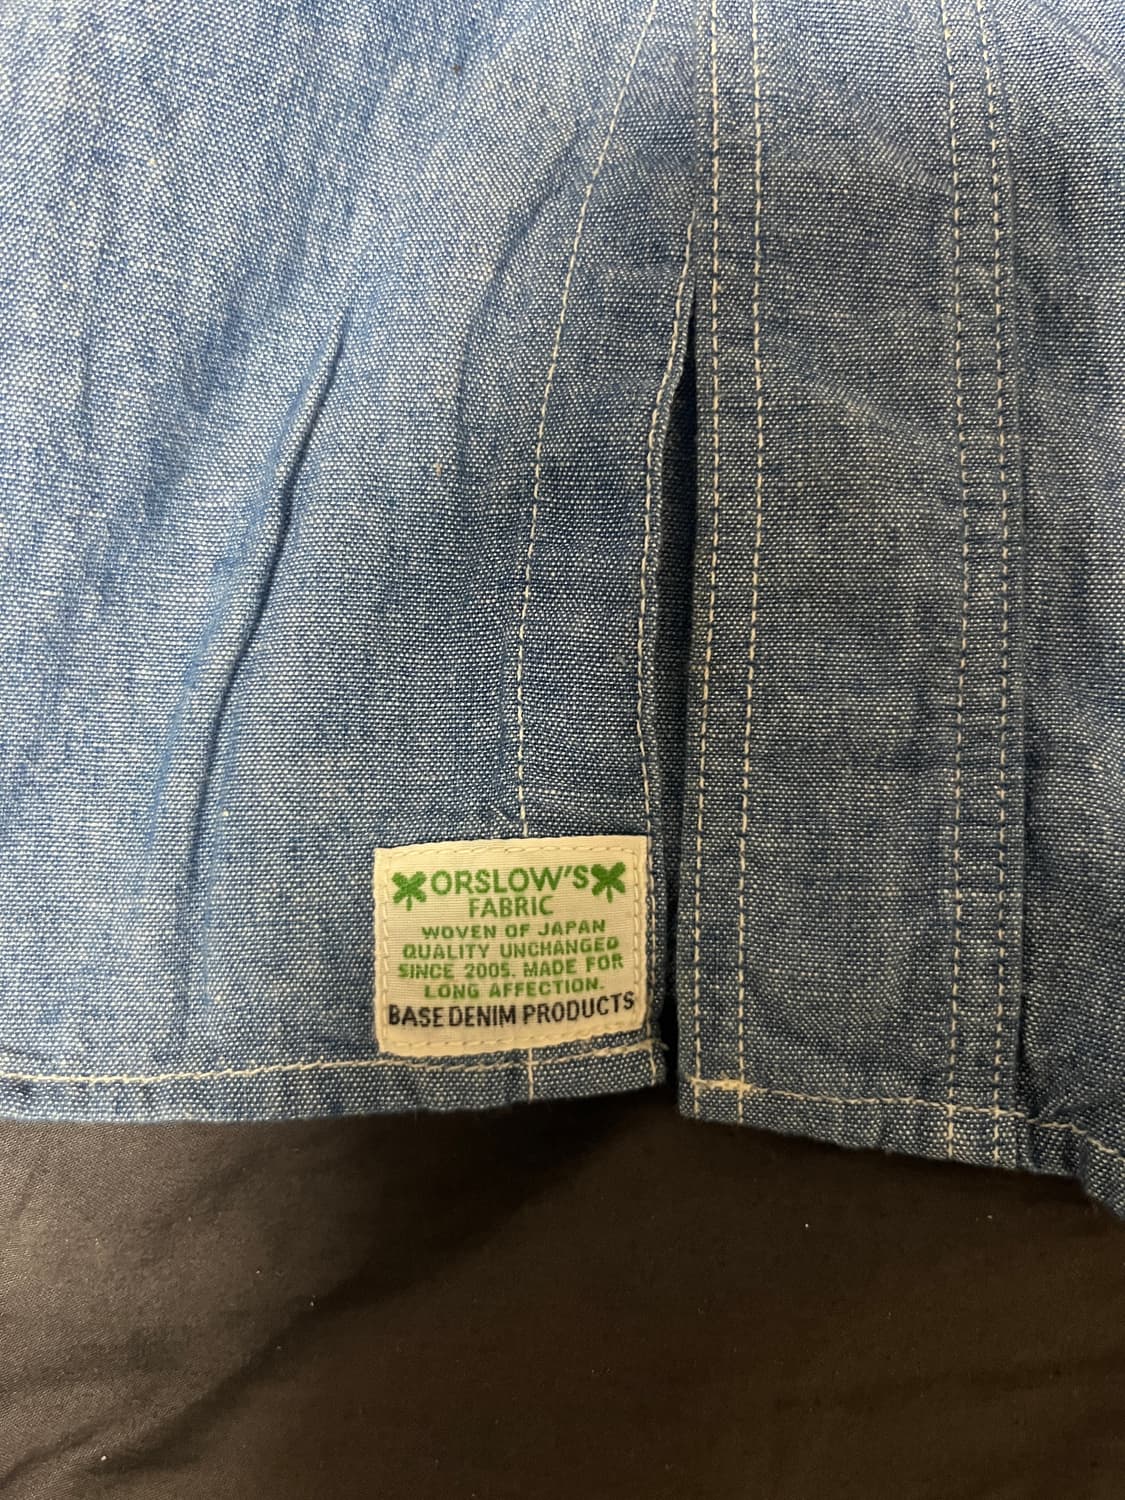 ORSLOW'S
FABRIC
WOVEN OF JAPAN
QUALITY UNCHANGED
SINCE 2005. MADE FOR
LONG AFFECTION.
BASE DENIM PRODUCTS